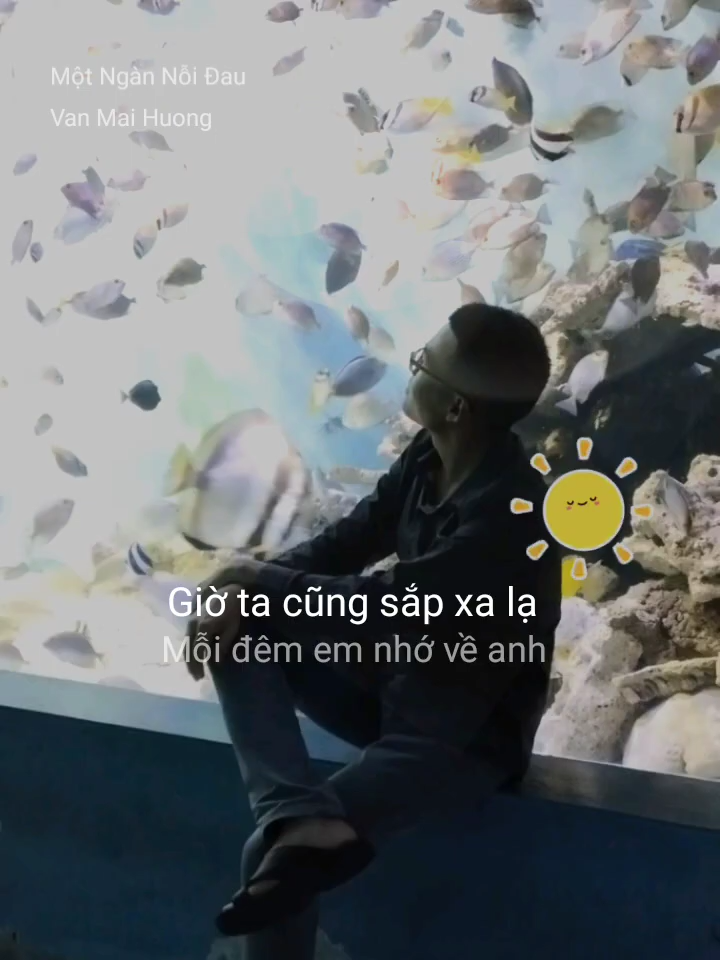 Một Ngàn Nỗi Đau
Van Mai Huong
Giờ ta cũng sắp xa lạ
Mỗi đêm em nhớ về anh